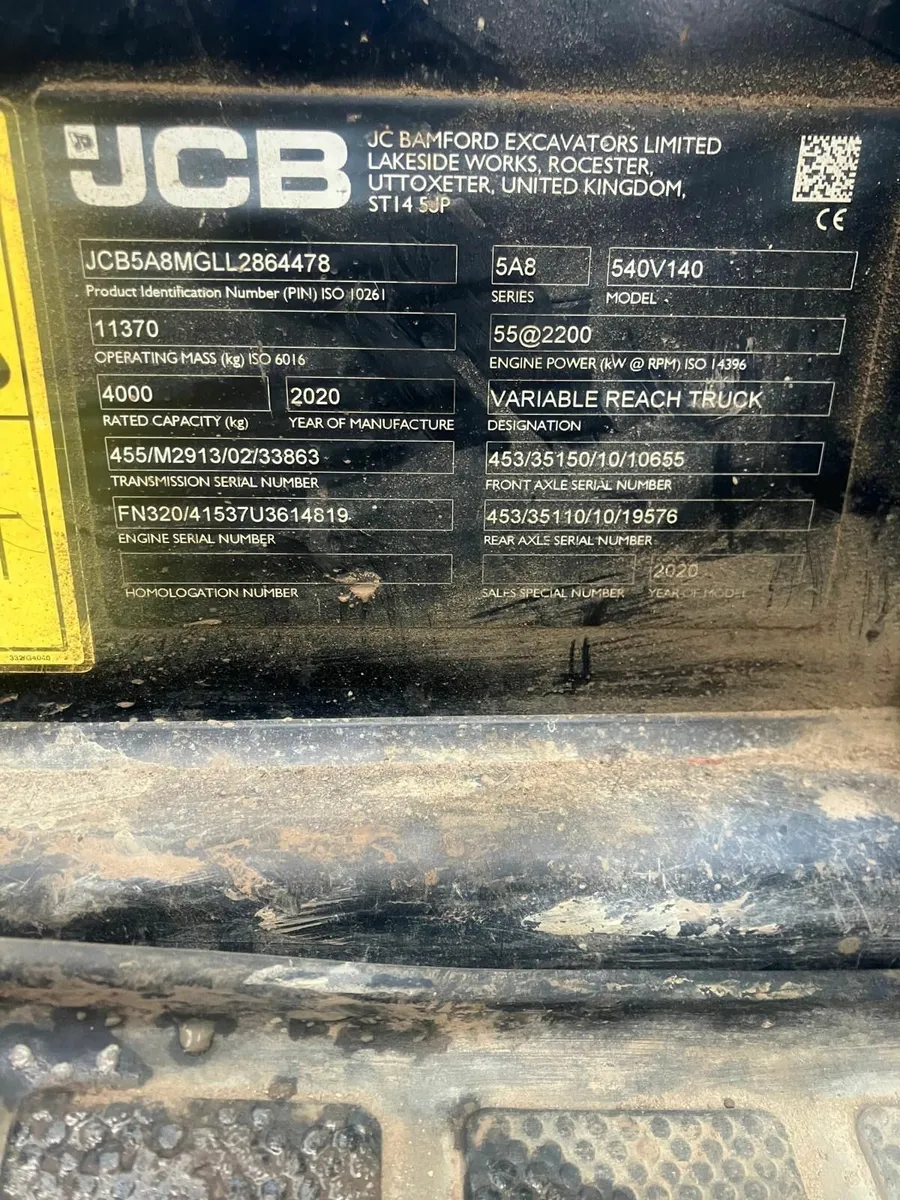 JCB
JC BAMFORD EXCAVATORS LIMITED
LAKESIDE WORKS, ROCESTER,
UTTOXETER, UNITED KINGDOM,
ST14 5JP
CE
JCB5A8MGLL2864478
Product Identification Number (PIN) ISO 10261
5A8
SERIES
540V140
MODEL
11370
OPERATING MASS (kg) ISO 6016
55@2200
ENGINE POWER (kW @ RPM) ISO 14396
4000
RATED CAPACITY (kg)
2020
YEAR OF MANUFACTURE
VARIABLE REACH TRUCK
DESIGNATION
455/M2913/02/33863
TRANSMISSION SERIAL NUMBER
453/35150/10/10655
FRONT AXLE SERIAL NUMBER
FN320/41537U3614819
ENGINE SERIAL NUMBER
453/35110/10/19576
REAR AXLE SERIAL NUMBER
HOMOLOGATION NUMBER
SALES SPECIAL NUMBER
2020
YEAR OF MODEL